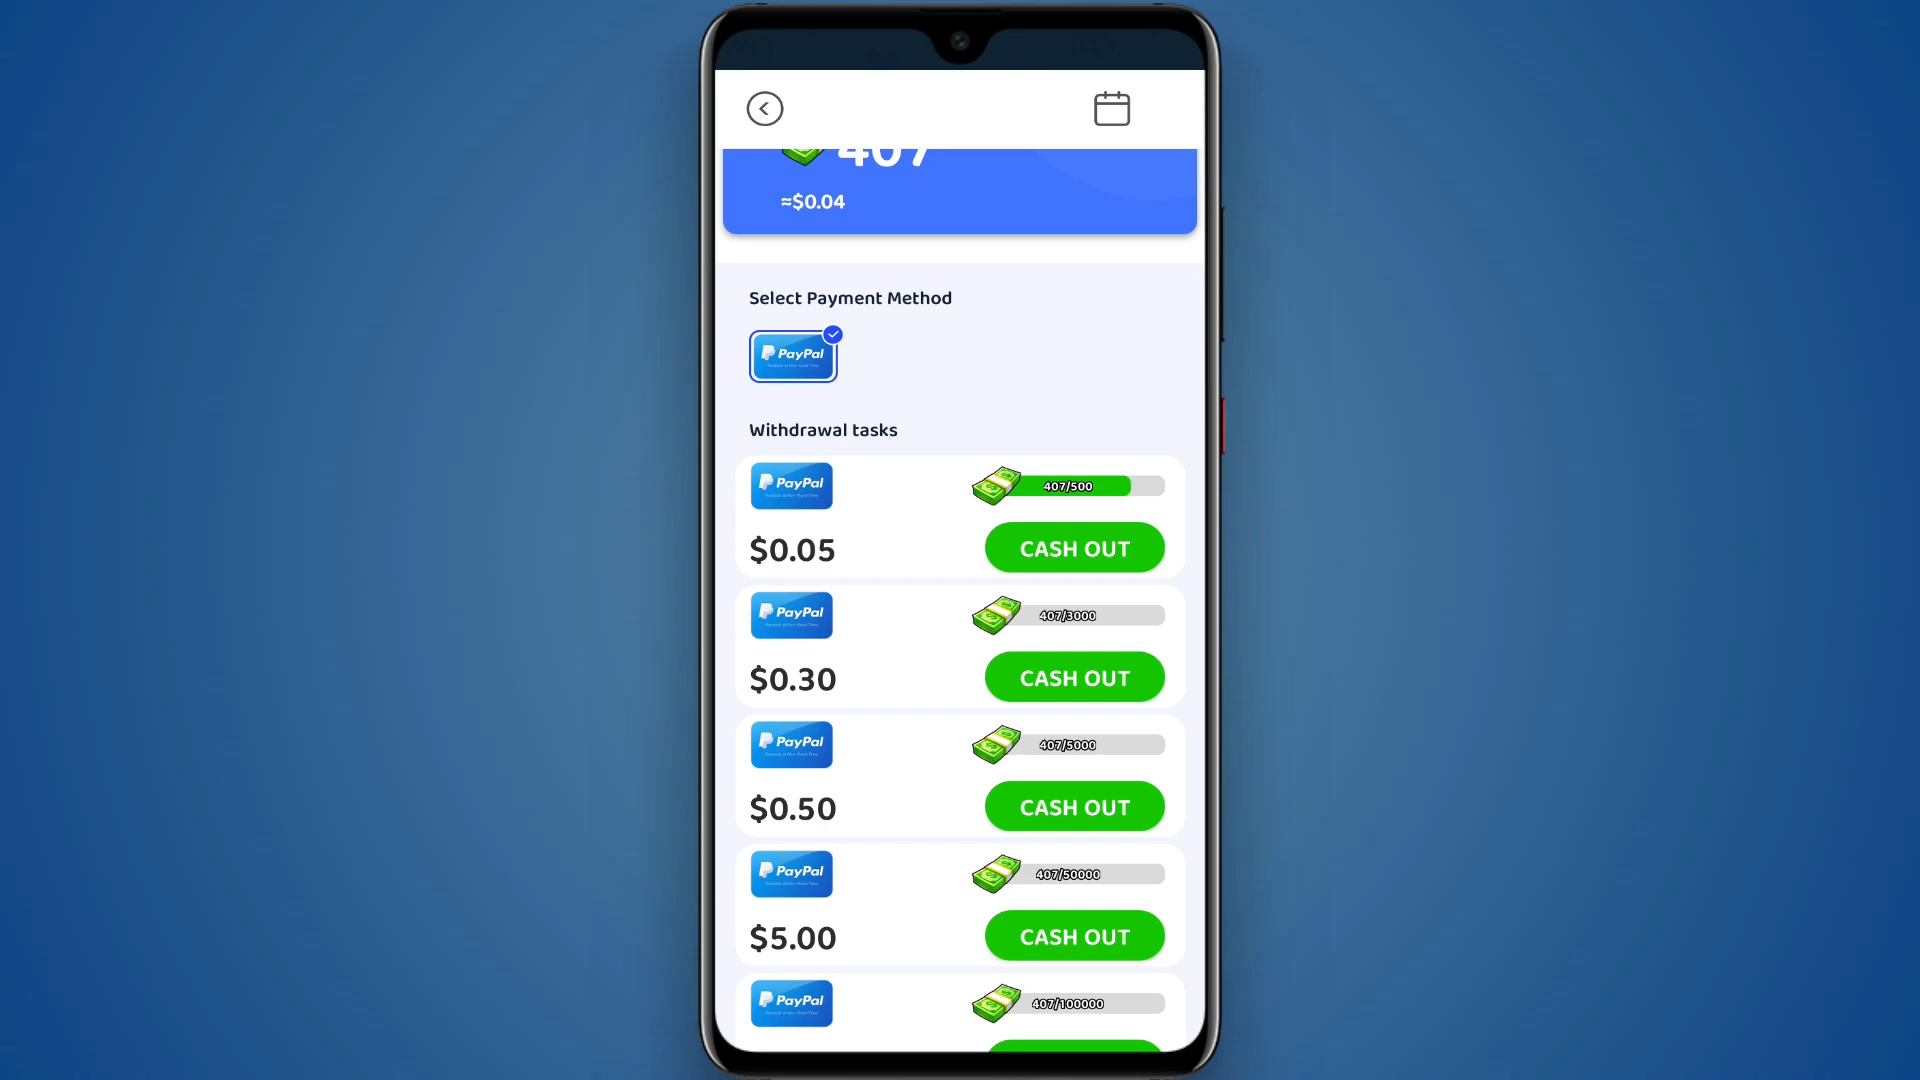 407
≈$0.04
Select Payment Method
PayPal
Withdrawal tasks
PayPal
407/500
$0.05
CASH OUT
PayPal
407/3000
$0.30
CASH OUT
PayPal
407/5000
$0.50
CASH OUT
PayPal
407/50000
$5.00
CASH OUT
PayPal
407/100000